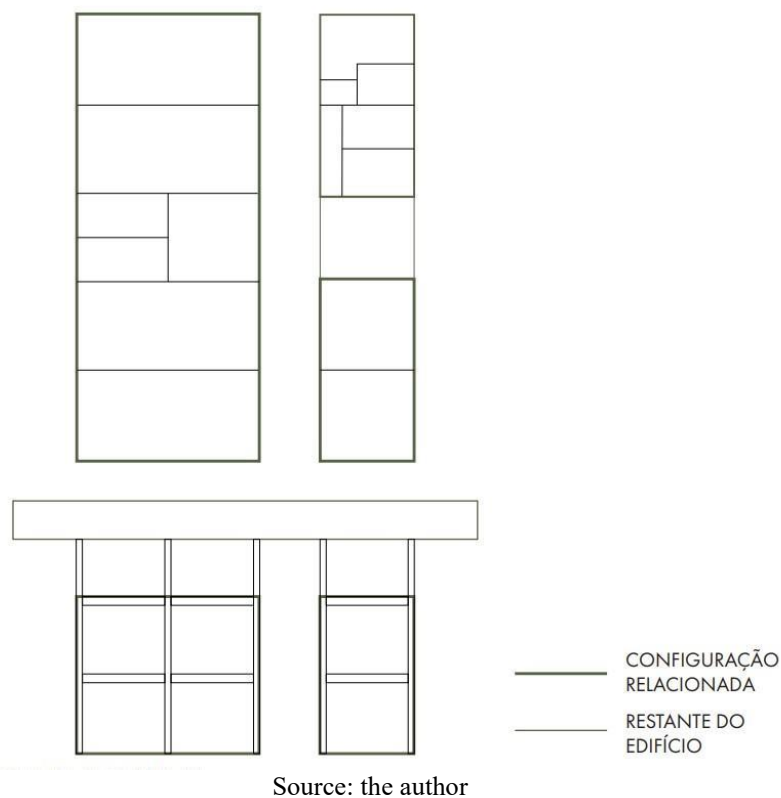 CONFIGURAÇÃO
RELACIONADA
RESTANTE DO
EDIFÍCIO
Source: the author